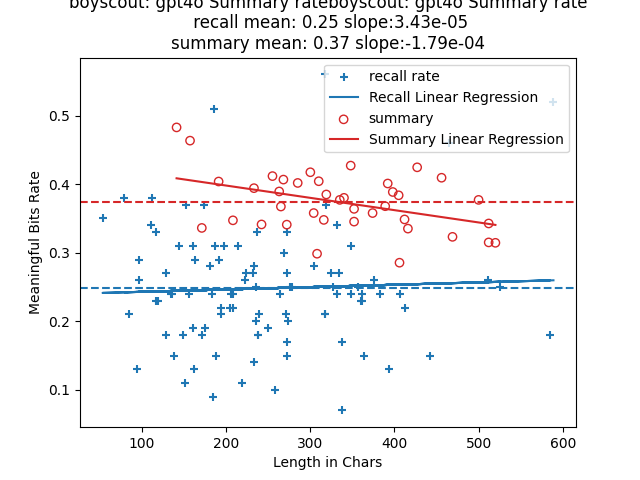 boyscout: gpt4o Summary rateboyscout: gpt4o Summary rate
recall mean: 0.25 slope:3.43e-05
summary mean: 0.37 slope:-1.79e-04
recall rate
Recall Linear Regression
summary
Summary Linear Regression
Meaningful Bits Rate
0.5
0.4
0.3
0.2
0.1
100 200 300 400 500 600
Length in Chars